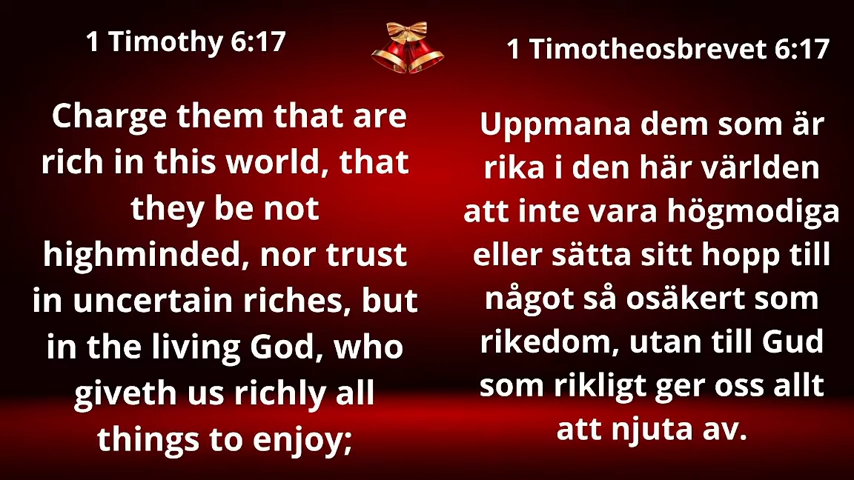 1 Timothy 6:17
Charge them that are
rich in this world, that
they be not
highminded, nor trust
in uncertain riches, but
in the living God, who
giveth us richly all
things to enjoy;
1 Timotheosbrevet 6:17
Uppmana dem som är
rika i den här världen
att inte vara högmodiga
eller sätta sitt hopp till
något så osäkert som
rikedom, utan till Gud
som rikligt ger oss allt
att njuta av.